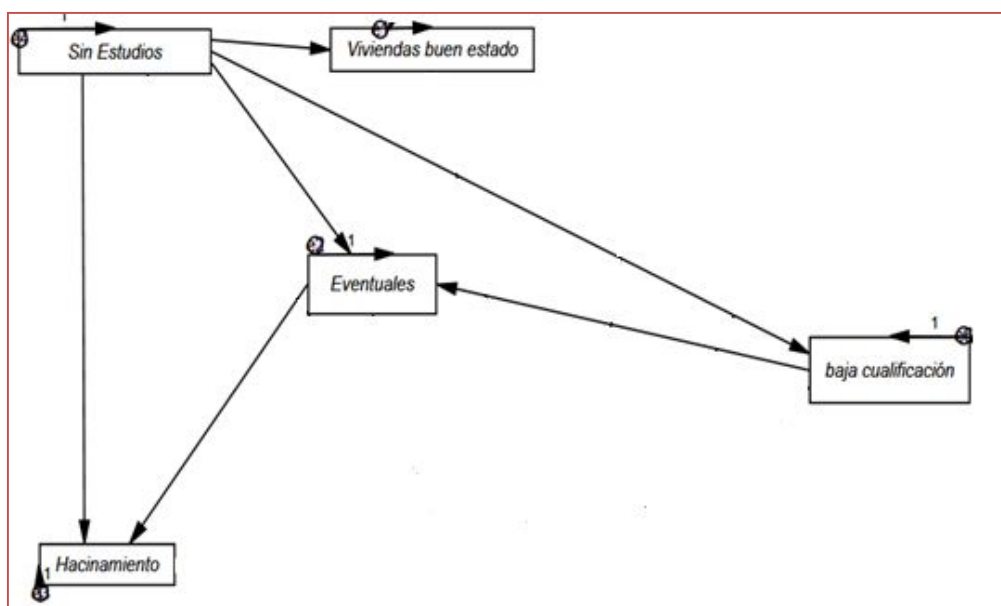 1
Sin Estudios
Viviendas buen estado
1
Eventuales
1
baja cualificación
Hacinamiento
1